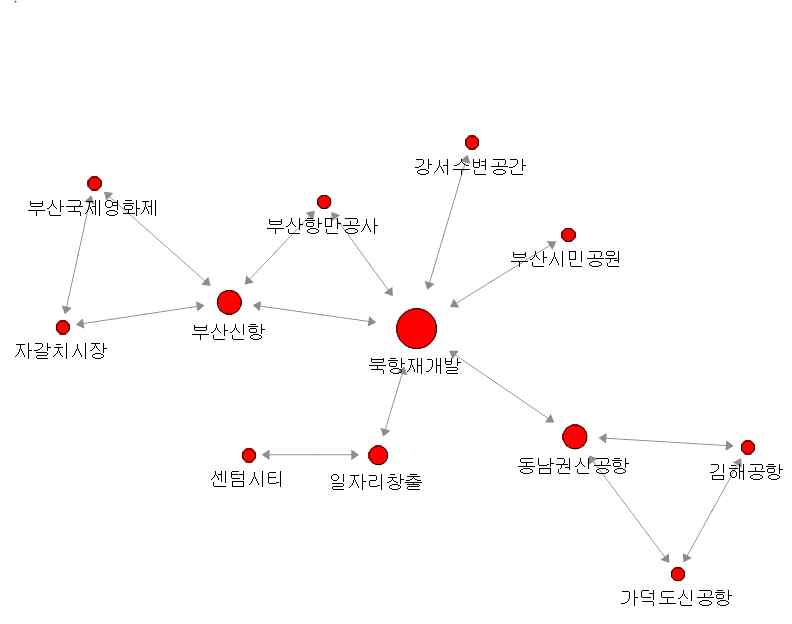 강서수변공간
부산국제영화제
부산항만공사
부산시민공원
부산신항
자갈치시장
북항재개발
동남권신공항
김해공항
센텀시티
일자리창출
가덕도신공항